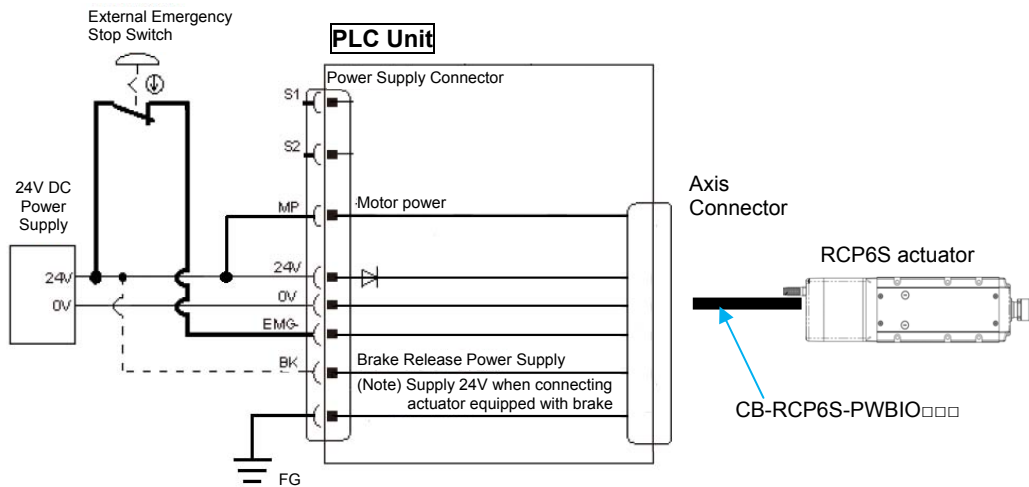 External Emergency
Stop Switch
PLC Unit
Power Supply Connector
S1
S2
24V DC
Power
Supply
MP
Motor power
Axis
Connector
RCP6S actuator
24V
24V
0V
0V
EMG-
BK
Brake Release Power Supply
(Note) Supply 24V when connecting
actuator equipped with brake
CB-RCP6S-PWBIO□□□
FG